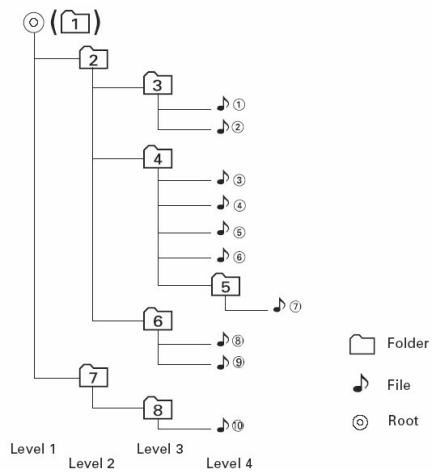 (1)
2
3
①
②
4
③
④
⑤
⑥
5
⑦
6
⑧
⑨
7
8
⑩
Folder
File
Root
Level 1
Level 2
Level 3
Level 4